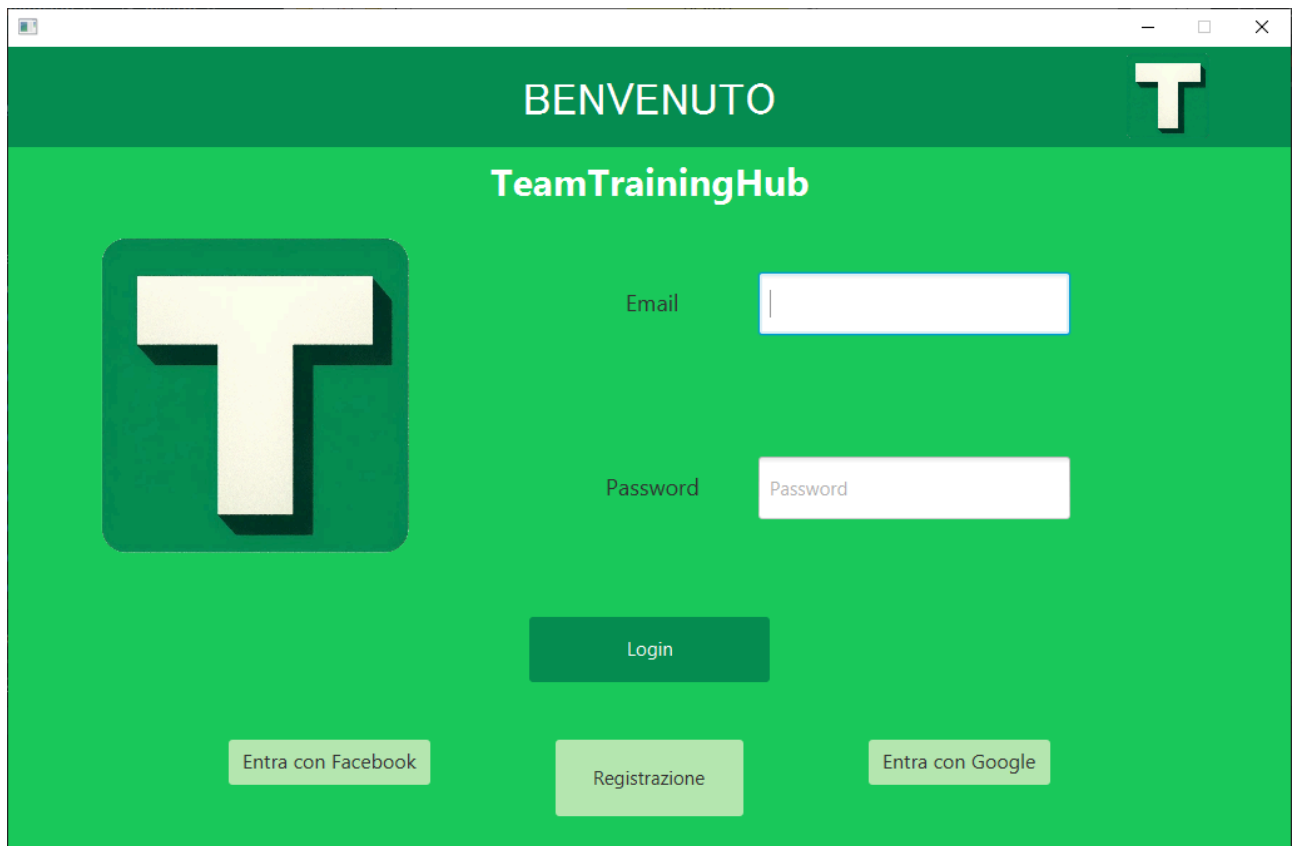 BENVENUTO
T
TeamTrainingHub
T
Email
Password
Password
Login
Entra con Facebook
Registrazione
Entra con Google